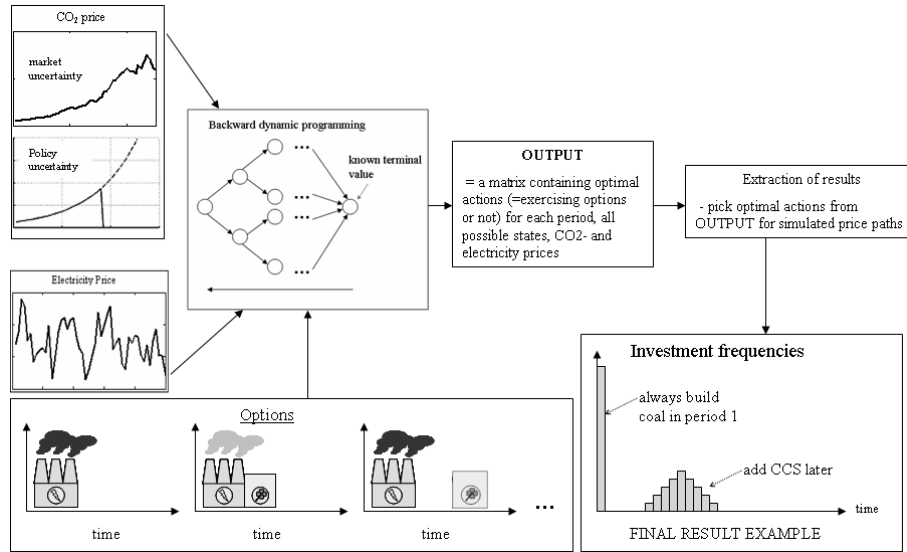 CO₂ price
market
uncertainty
Policy
uncertainty
Electricity Price
Backward dynamic programming
known terminal
value
OUTPUT
= a matrix containing optimal
actions (=exercising options
or not) for each period, all
possible states, CO2- and
electricity prices
Extraction of results
- pick optimal actions from
OUTPUT for simulated price paths
Options
time
time
time
...
Investment frequencies
always build
coal in period 1
add CCS later
time
FINAL RESULT EXAMPLE